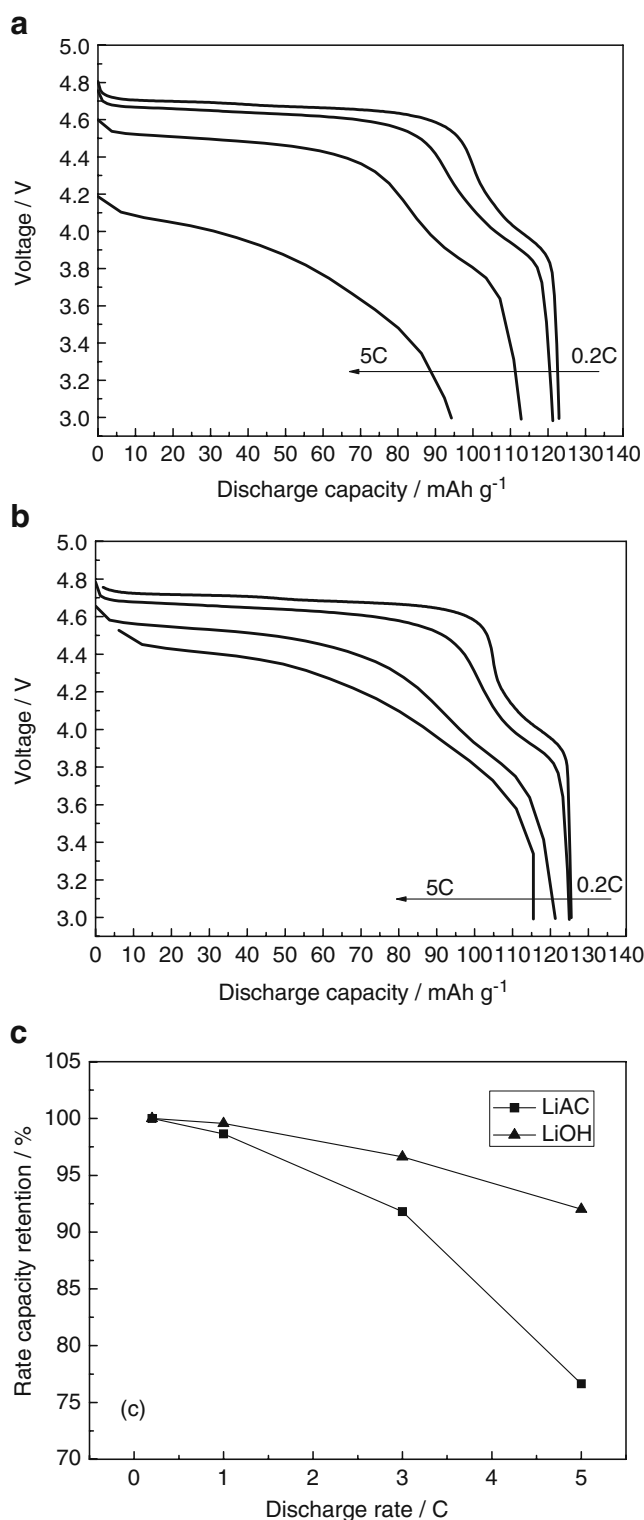 a
5.0
4.8
4.6
4.4
4.2
4.0
3.8
3.6
3.4
3.2
3.0
Voltage / V
5C
0.2C
0 10 20 30 40 50 60 70 80 90 100 110 120 130 140
Discharge capacity / mAh g⁻¹
b
5.0
4.8
4.6
4.4
4.2
4.0
3.8
3.6
3.4
3.2
3.0
Voltage / V
5C
0.2C
0 10 20 30 40 50 60 70 80 90 100 110 120 130 140
Discharge capacity / mAh g⁻¹
c
105
100
95
90
85
80
75
70
Rate capacity retention / %
LiAC
LiOH
(c)
0 1 2 3 4 5
Discharge rate / C